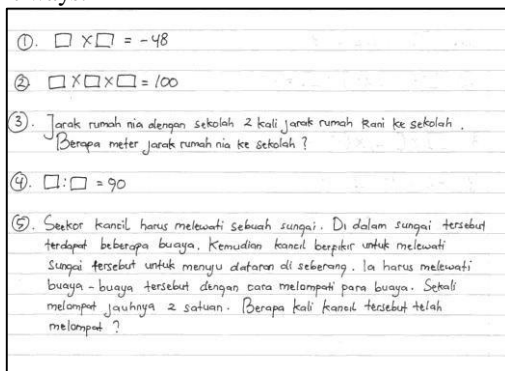 ①. □ × □ = -48
② □ × □ × □ = 100
③. Jarak rumah nia dengan sekolah 2 kali jarak rumah Rani ke sekolah.
Berapa meter jarak rumah nia ke sekolah?
④. □ : □ = 90
⑤. Seekor kancil harus melewati sebuah sungai. Di dalam sungai tersebut
terdapat beberapa buaya. Kemudian kancil berpikir untuk melewati
sungai tersebut untuk menuju dataran di seberang. Ia harus melewati
buaya - buaya tersebut dengan cara melompati para buaya. Sekali
melompat jauhnya 2 satuan. Berapa kali kancil tersebut telah
melompat?